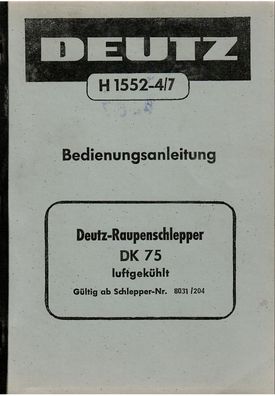 DEUTZ
H 1552-4/7
Bedienungsanleitung
Deutz-Raupenschlepper
DK 75
luftgekühlt
Gültig ab Schlepper-Nr. 8031/204